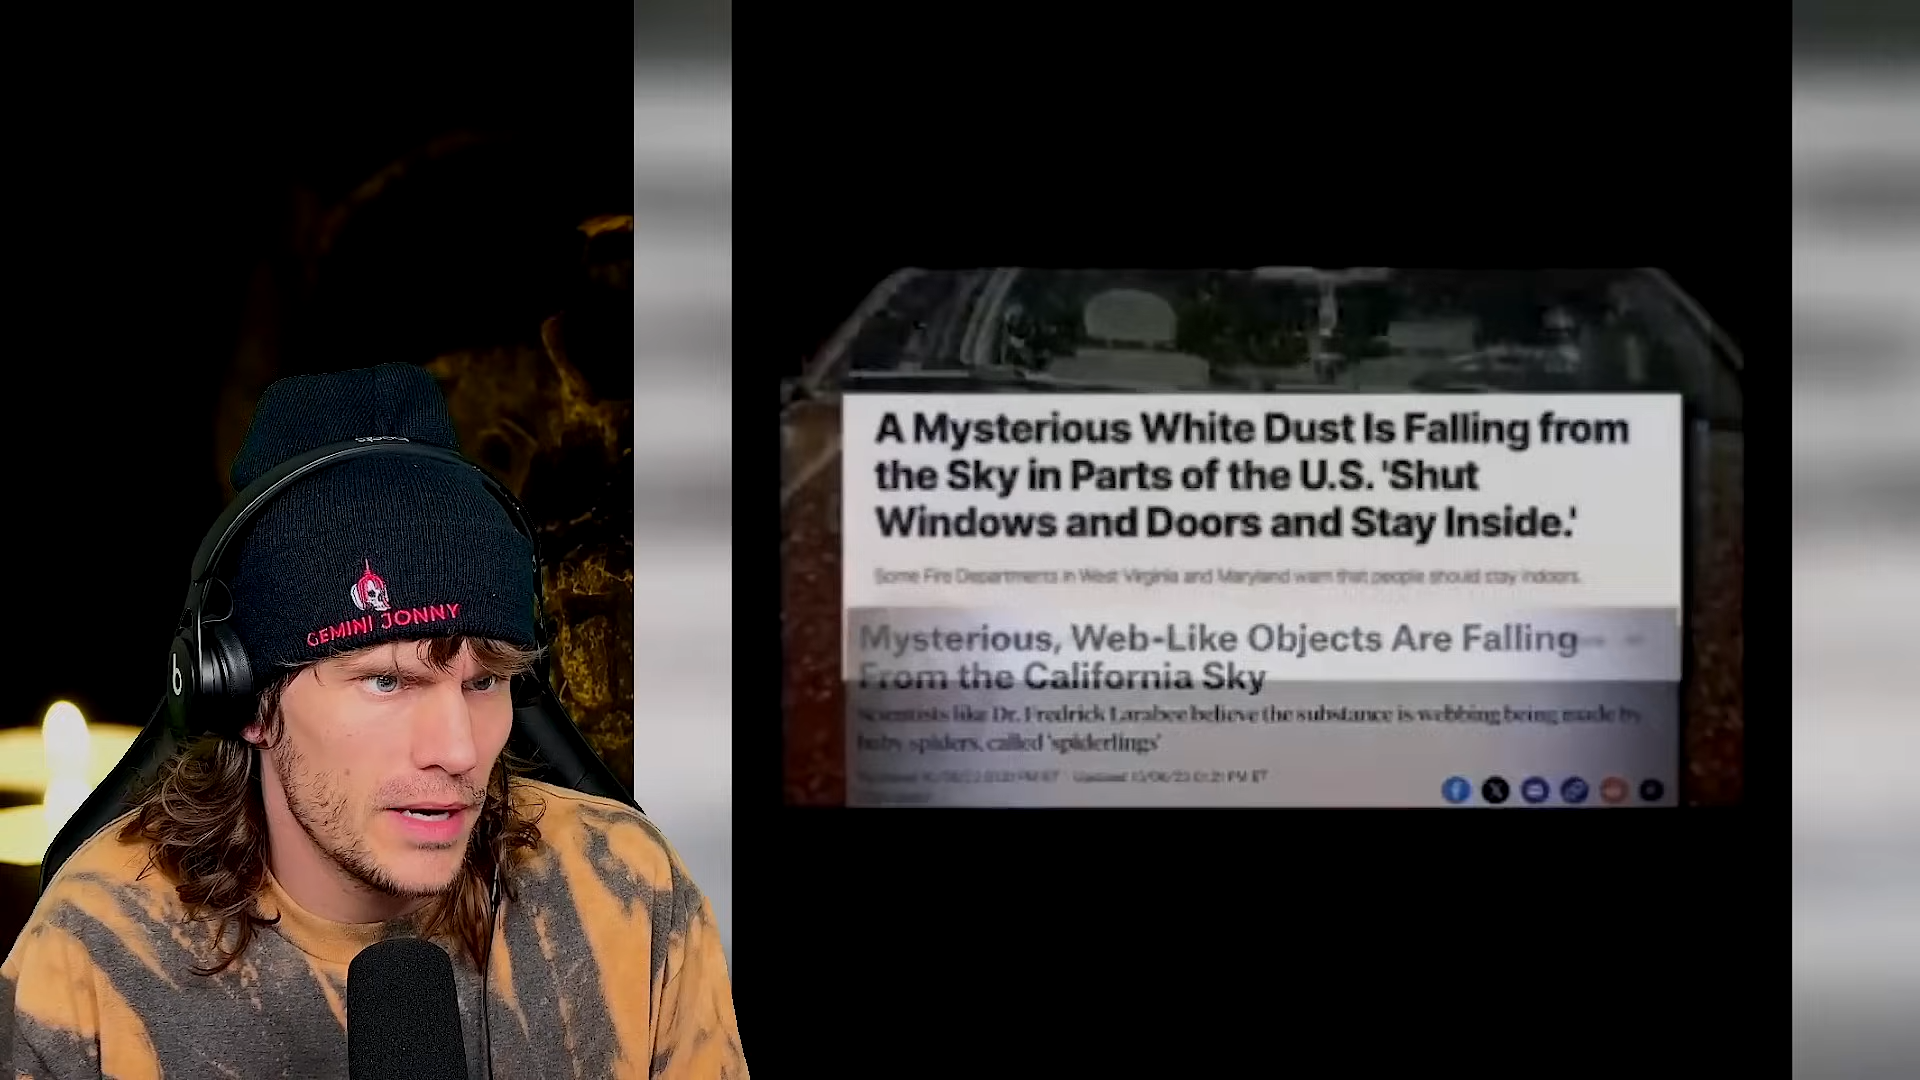 beats
b
GEMINI JONNY
A Mysterious White Dust Is Falling from
the Sky in Parts of the U.S. 'Shut
Windows and Doors and Stay Inside.'
Some Fire Departments in West Virginia and Maryland warn that people should stay indoors.
Mysterious, Web-Like Objects Are Falling
From the California Sky
Scientists like Dr. Fredrick Larabee believe the substance is webbing being made by
baby spiders, called 'spiderlings'